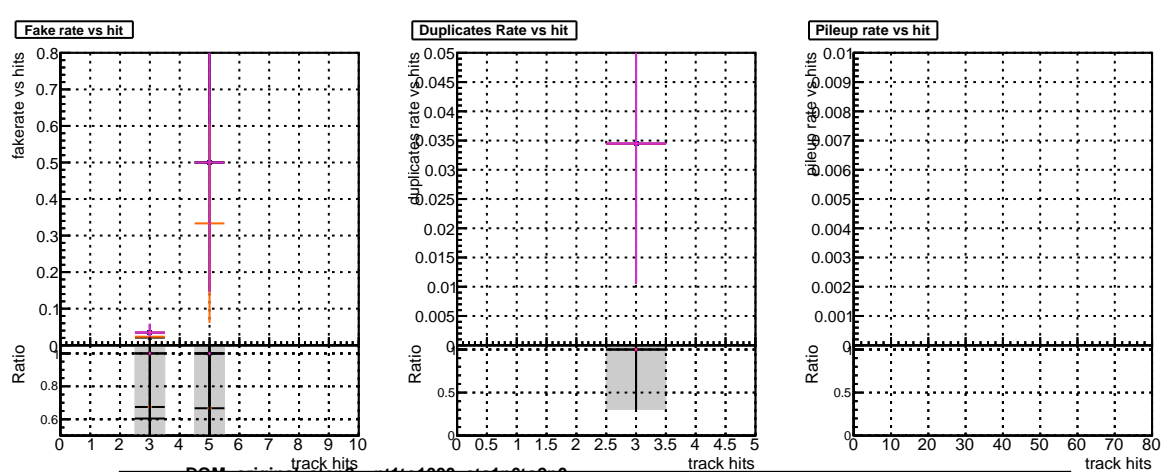 Fake rate vs hit
fakerate vs hits
0.8
0.7
0.6
0.5
0.4
0.3
0.2
0.1
0
Ratio
1
0.8
0.6
0 1 2 3 4 5 6 7 8 9 10
track hits
Duplicates Rate vs hit
duplicates rate vs hits
0.05
0.045
0.04
0.035
0.03
0.025
0.02
0.015
0.01
0.005
0
Ratio
1
0.5
0
0 0.5 1 1.5 2 2.5 3 3.5 4 4.5 5
track hits
Pileup rate vs hit
pileup rate vs hits
0.01
0.009
0.008
0.007
0.006
0.005
0.004
0.003
0.002
0.001
0
Ratio
1
0.5
0
0 10 20 30 40 50 60 70 80
track hits